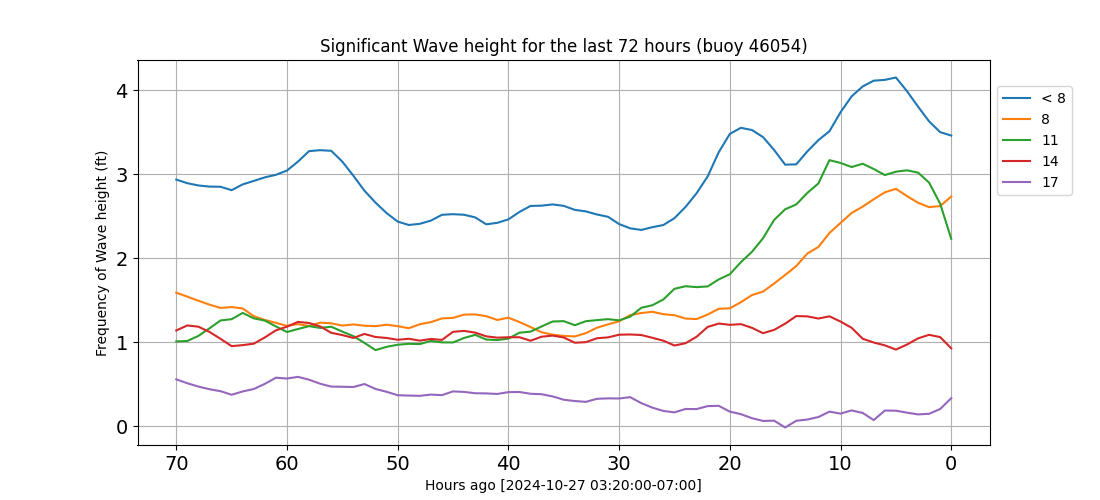 Significant Wave height for the last 72 hours (buoy 46054)
Frequency of Wave height (ft)
4
3
2
1
0
70 60 50 40 30 20 10 0
Hours ago [2024-10-27 03:20:00-07:00]
< 8
8
11
14
17